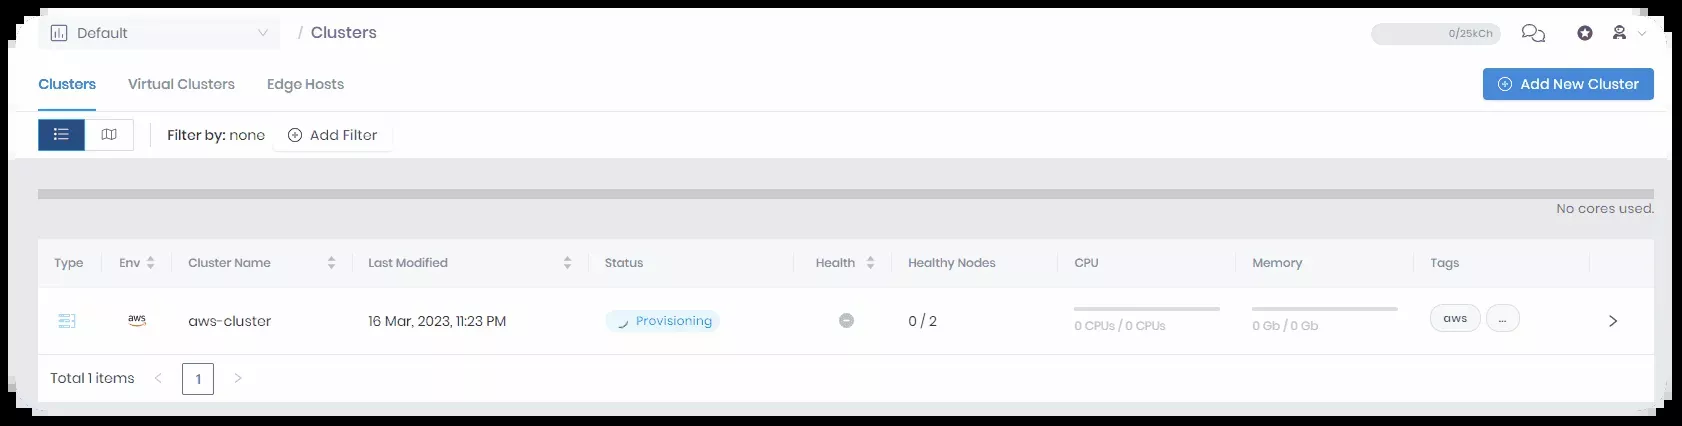 Default / Clusters 0/25kCh
Clusters Virtual Clusters Edge Hosts Add New Cluster
Filter by: none Add Filter
No cores used.
Type Env Cluster Name Last Modified Status Health Healthy Nodes CPU Memory Tags
aws aws-cluster 16 Mar, 2023, 11:23 PM Provisioning 0 / 2 0 CPUs / 0 CPUs 0 Gb / 0 Gb aws ...
Total 1 items 1